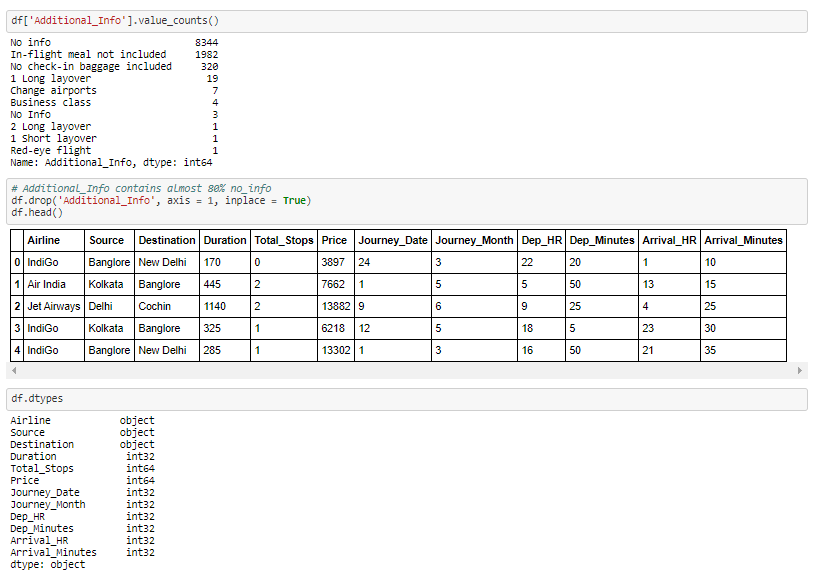 df['Additional_Info'].value_counts()
No info 8344
In-flight meal not included 1982
No check-in baggage included 320
1 Long layover 19
Change airports 7
Business class 4
No Info 3
2 Long layover 1
1 Short layover 1
Red-eye flight 1
Name: Additional_Info, dtype: int64
# Additional_Info contains almost 80% no_info
df.drop('Additional_Info', axis = 1, inplace = True)
df.head()
Airline Source Destination Duration Total_Stops Price Journey_Date Journey_Month Dep_HR Dep_Minutes Arrival_HR Arrival_Minutes
0 IndiGo Banglore New Delhi 170 0 3897 24 3 22 20 1 10
1 Air India Kolkata Banglore 445 2 7662 1 5 5 50 13 15
2 Jet Airways Delhi Cochin 1140 2 13882 9 6 9 25 4 25
3 IndiGo Kolkata Banglore 325 1 6218 12 5 18 5 23 30
4 IndiGo Banglore New Delhi 285 1 13302 1 3 16 50 21 35
df.dtypes
Airline object
Source object
Destination object
Duration int32
Total_Stops int64
Price int64
Journey_Date int32
Journey_Month int32
Dep_HR int32
Dep_Minutes int32
Arrival_HR int32
Arrival_Minutes int32
dtype: object